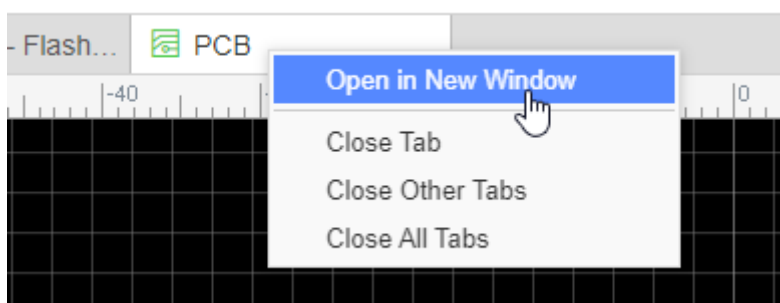 - Flash... PCB
-40 0
Open in New Window
Close Tab
Close Other Tabs
Close All Tabs